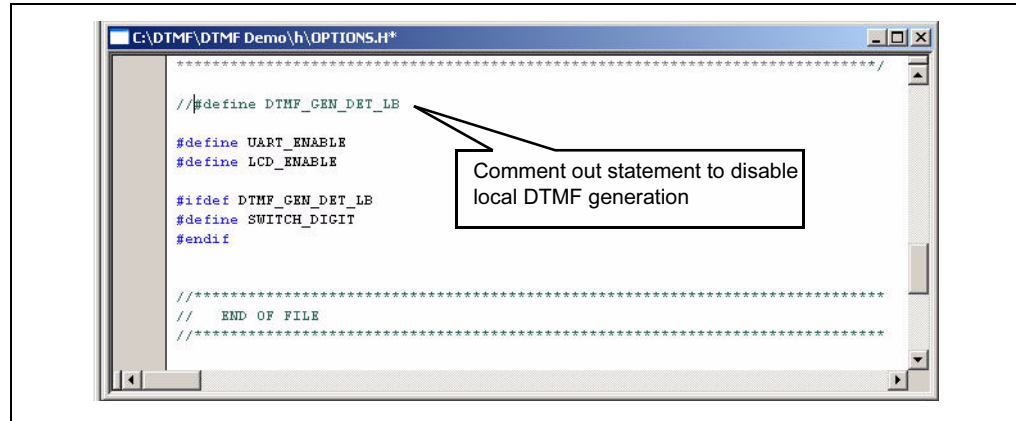 C:\DTMF\DTMF Demo\h\OPTIONS.H*
******************************************************************************/
//#define DTMF_GEN_DET_LB
#define UART_ENABLE
#define LCD_ENABLE
Comment out statement to disable
local DTMF generation
#ifdef DTMF_GEN_DET_LB
#define SWITCH_DIGIT
#endif
//*****************************************************************************
//   END OF FILE
//*****************************************************************************